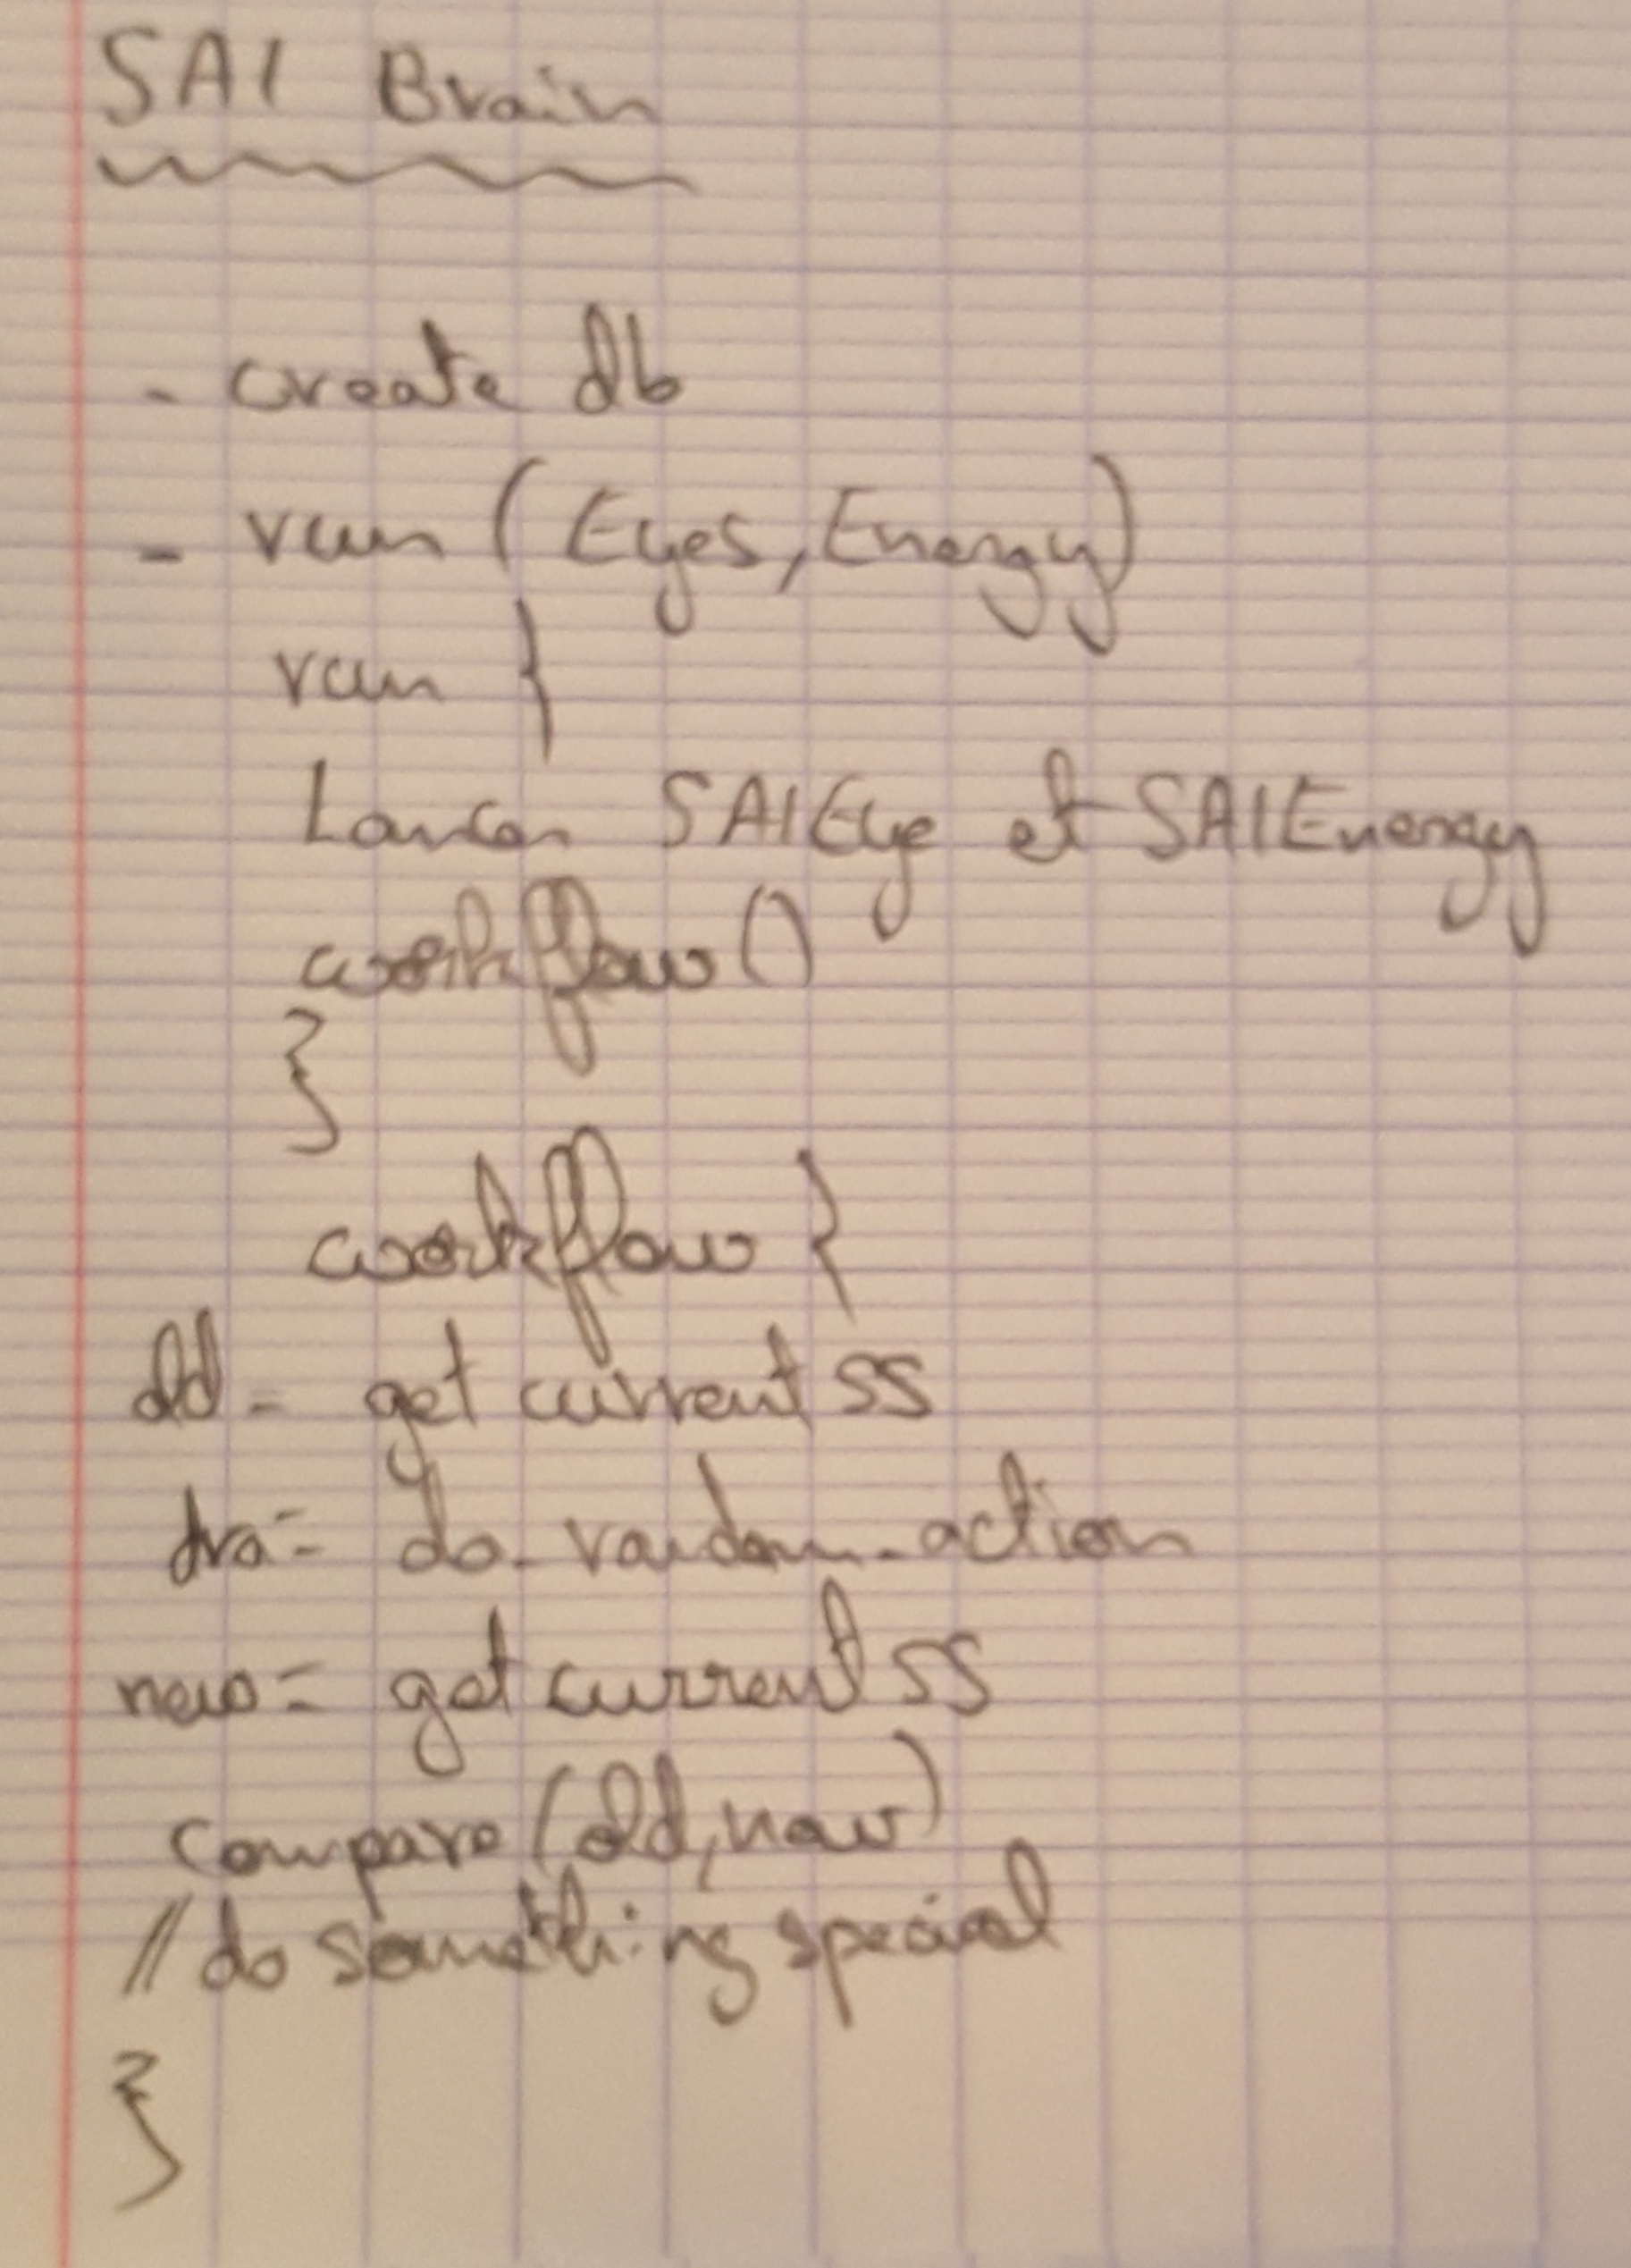 SAI Brain
- create db
- run (Eyes, Energy)
run {
Lancer SAIEye et SAIEnergy
workflow ()
}
workflow {
old = get current SS
dra = do_random_action
new = get current SS
compare (old, new)
// do something special
}